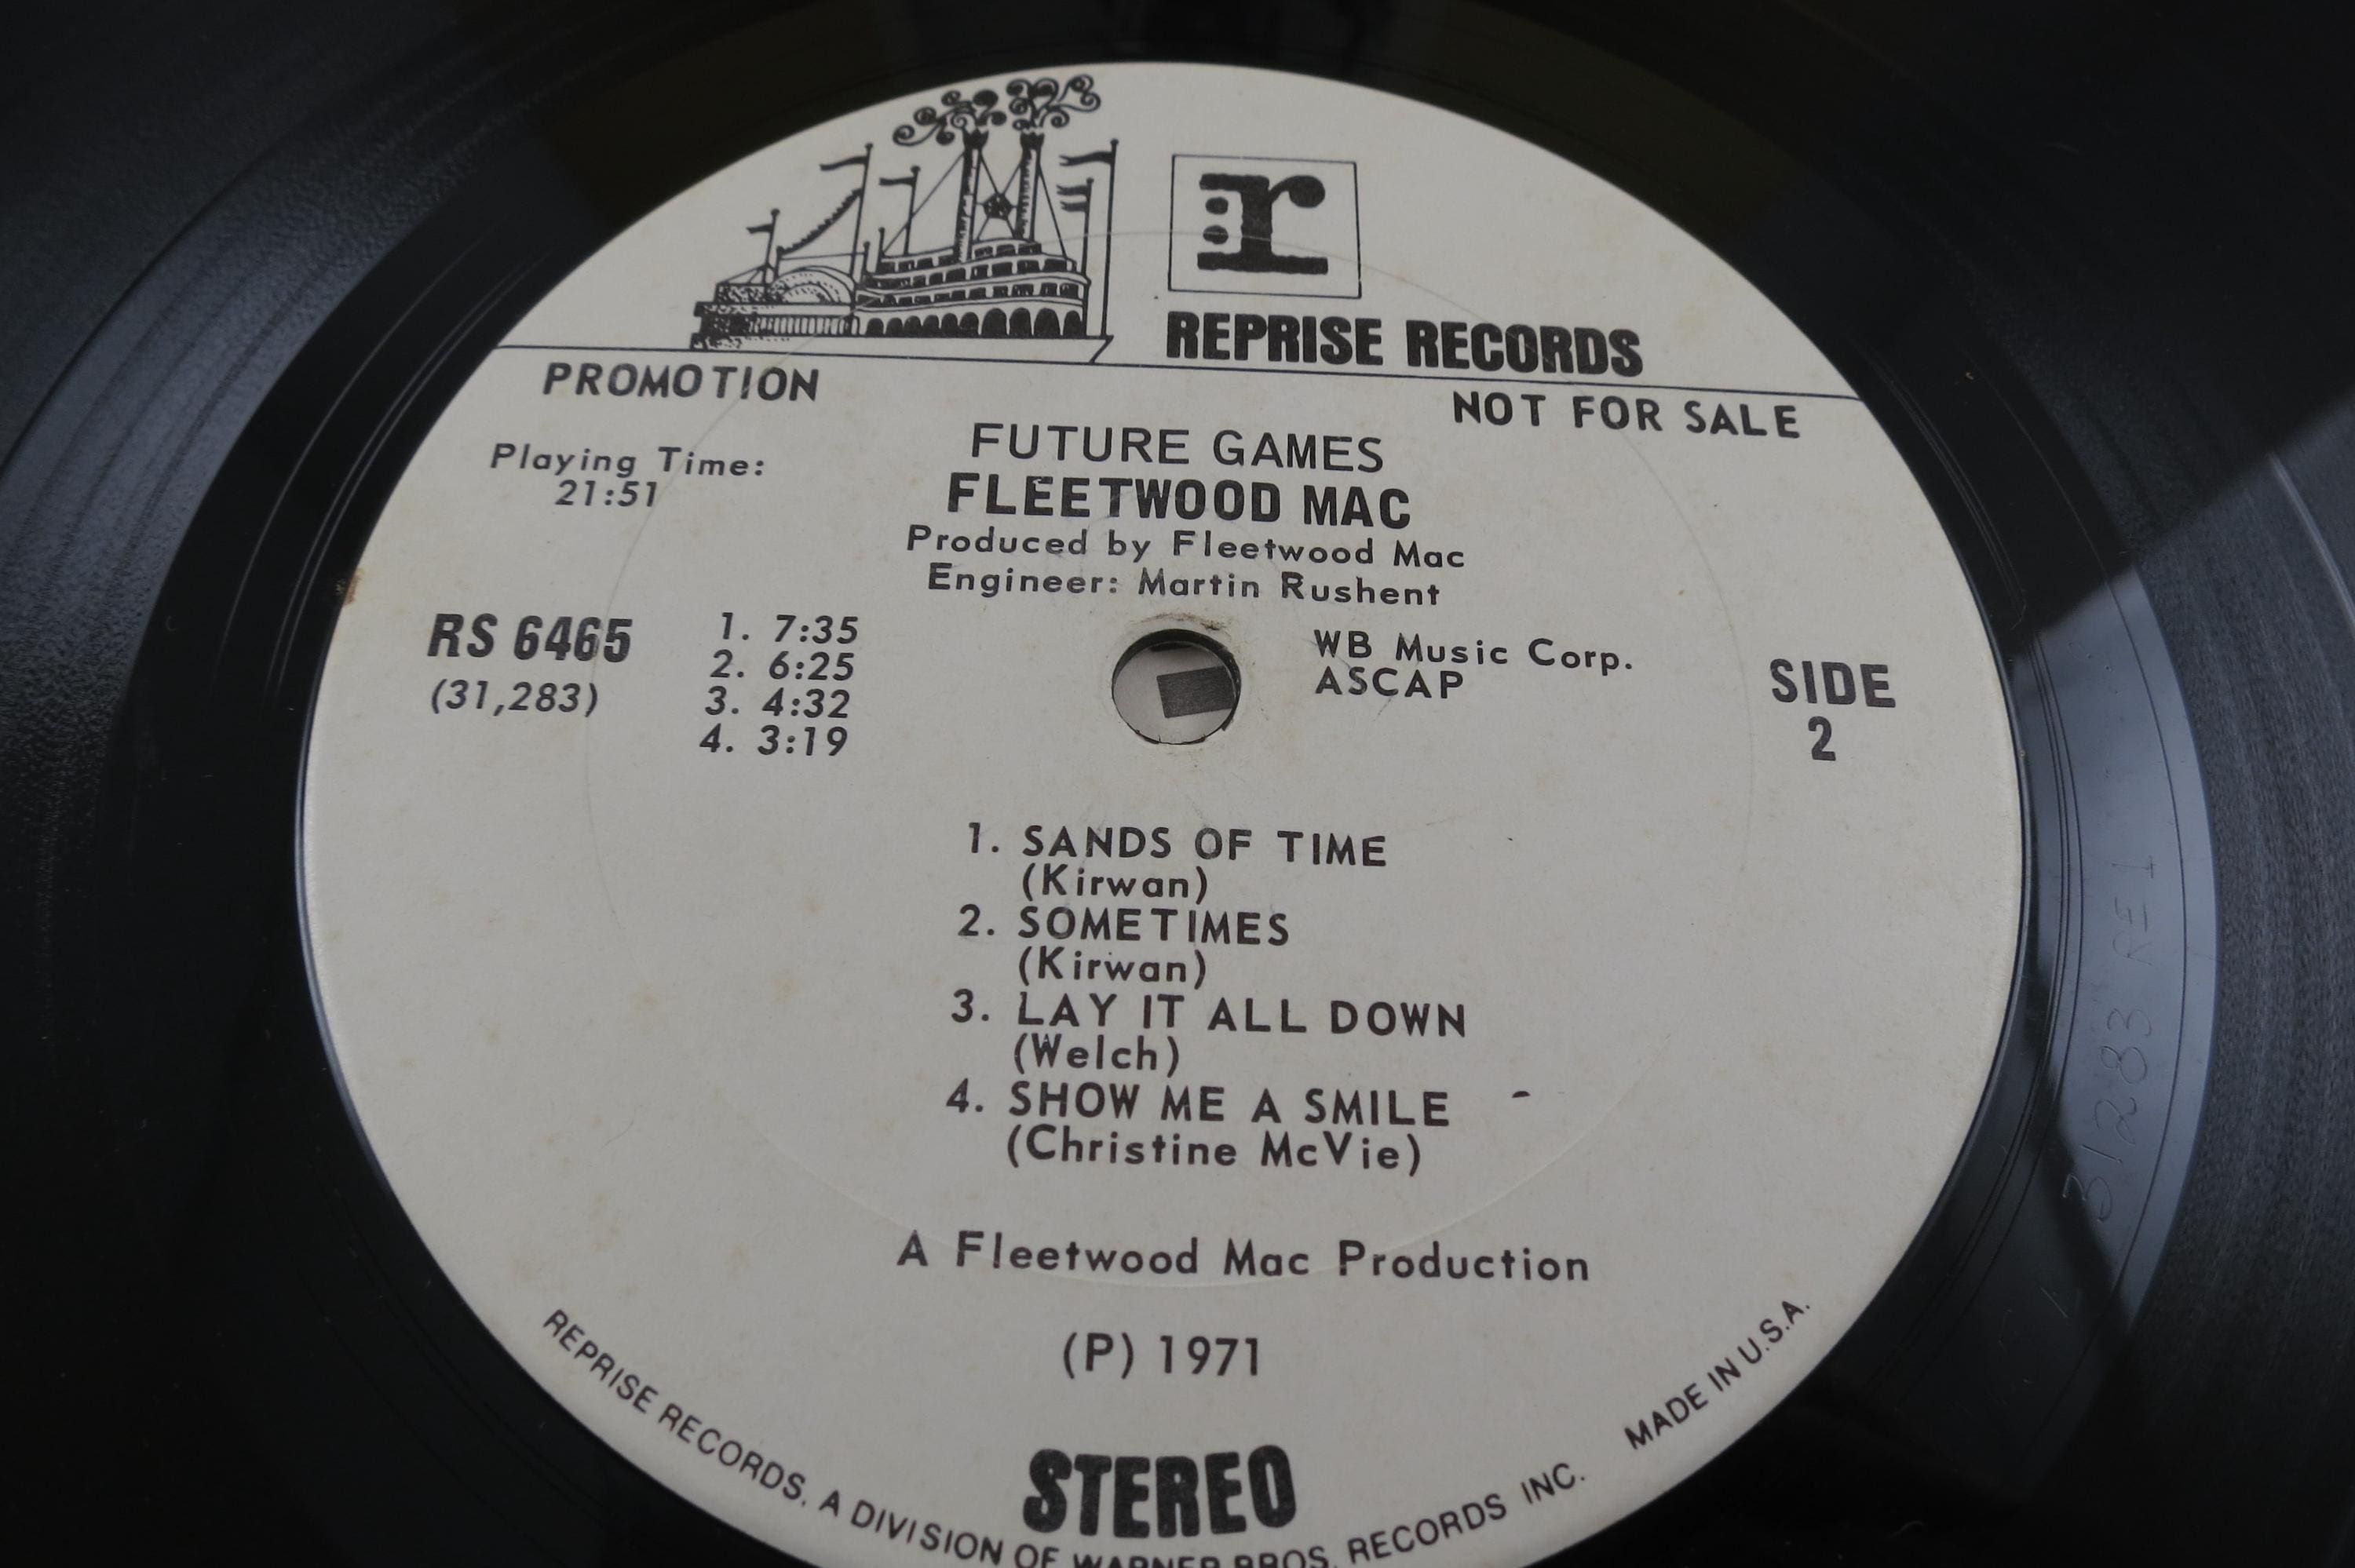 r
REPRISE RECORDS
PROMOTION
NOT FOR SALE
FUTURE GAMES
Playing Time:
21:51
FLEETWOOD MAC
Produced by Fleetwood Mac
Engineer: Martin Rushent
RS 6465
(31,283)
1. 7:35
2. 6:25
3. 4:32
4. 3:19
WB Music Corp.
ASCAP
SIDE
2
1. SANDS OF TIME
(Kirwan)
2. SOMETIMES
(Kirwan)
3. LAY IT ALL DOWN
(Welch)
4. SHOW ME A SMILE
(Christine McVie)
A Fleetwood Mac Production
(P) 1971
STEREO
REPRISE RECORDS, A DIVISION OF WARNER BROS. RECORDS INC. MADE IN U.S.A.
31283 RE1